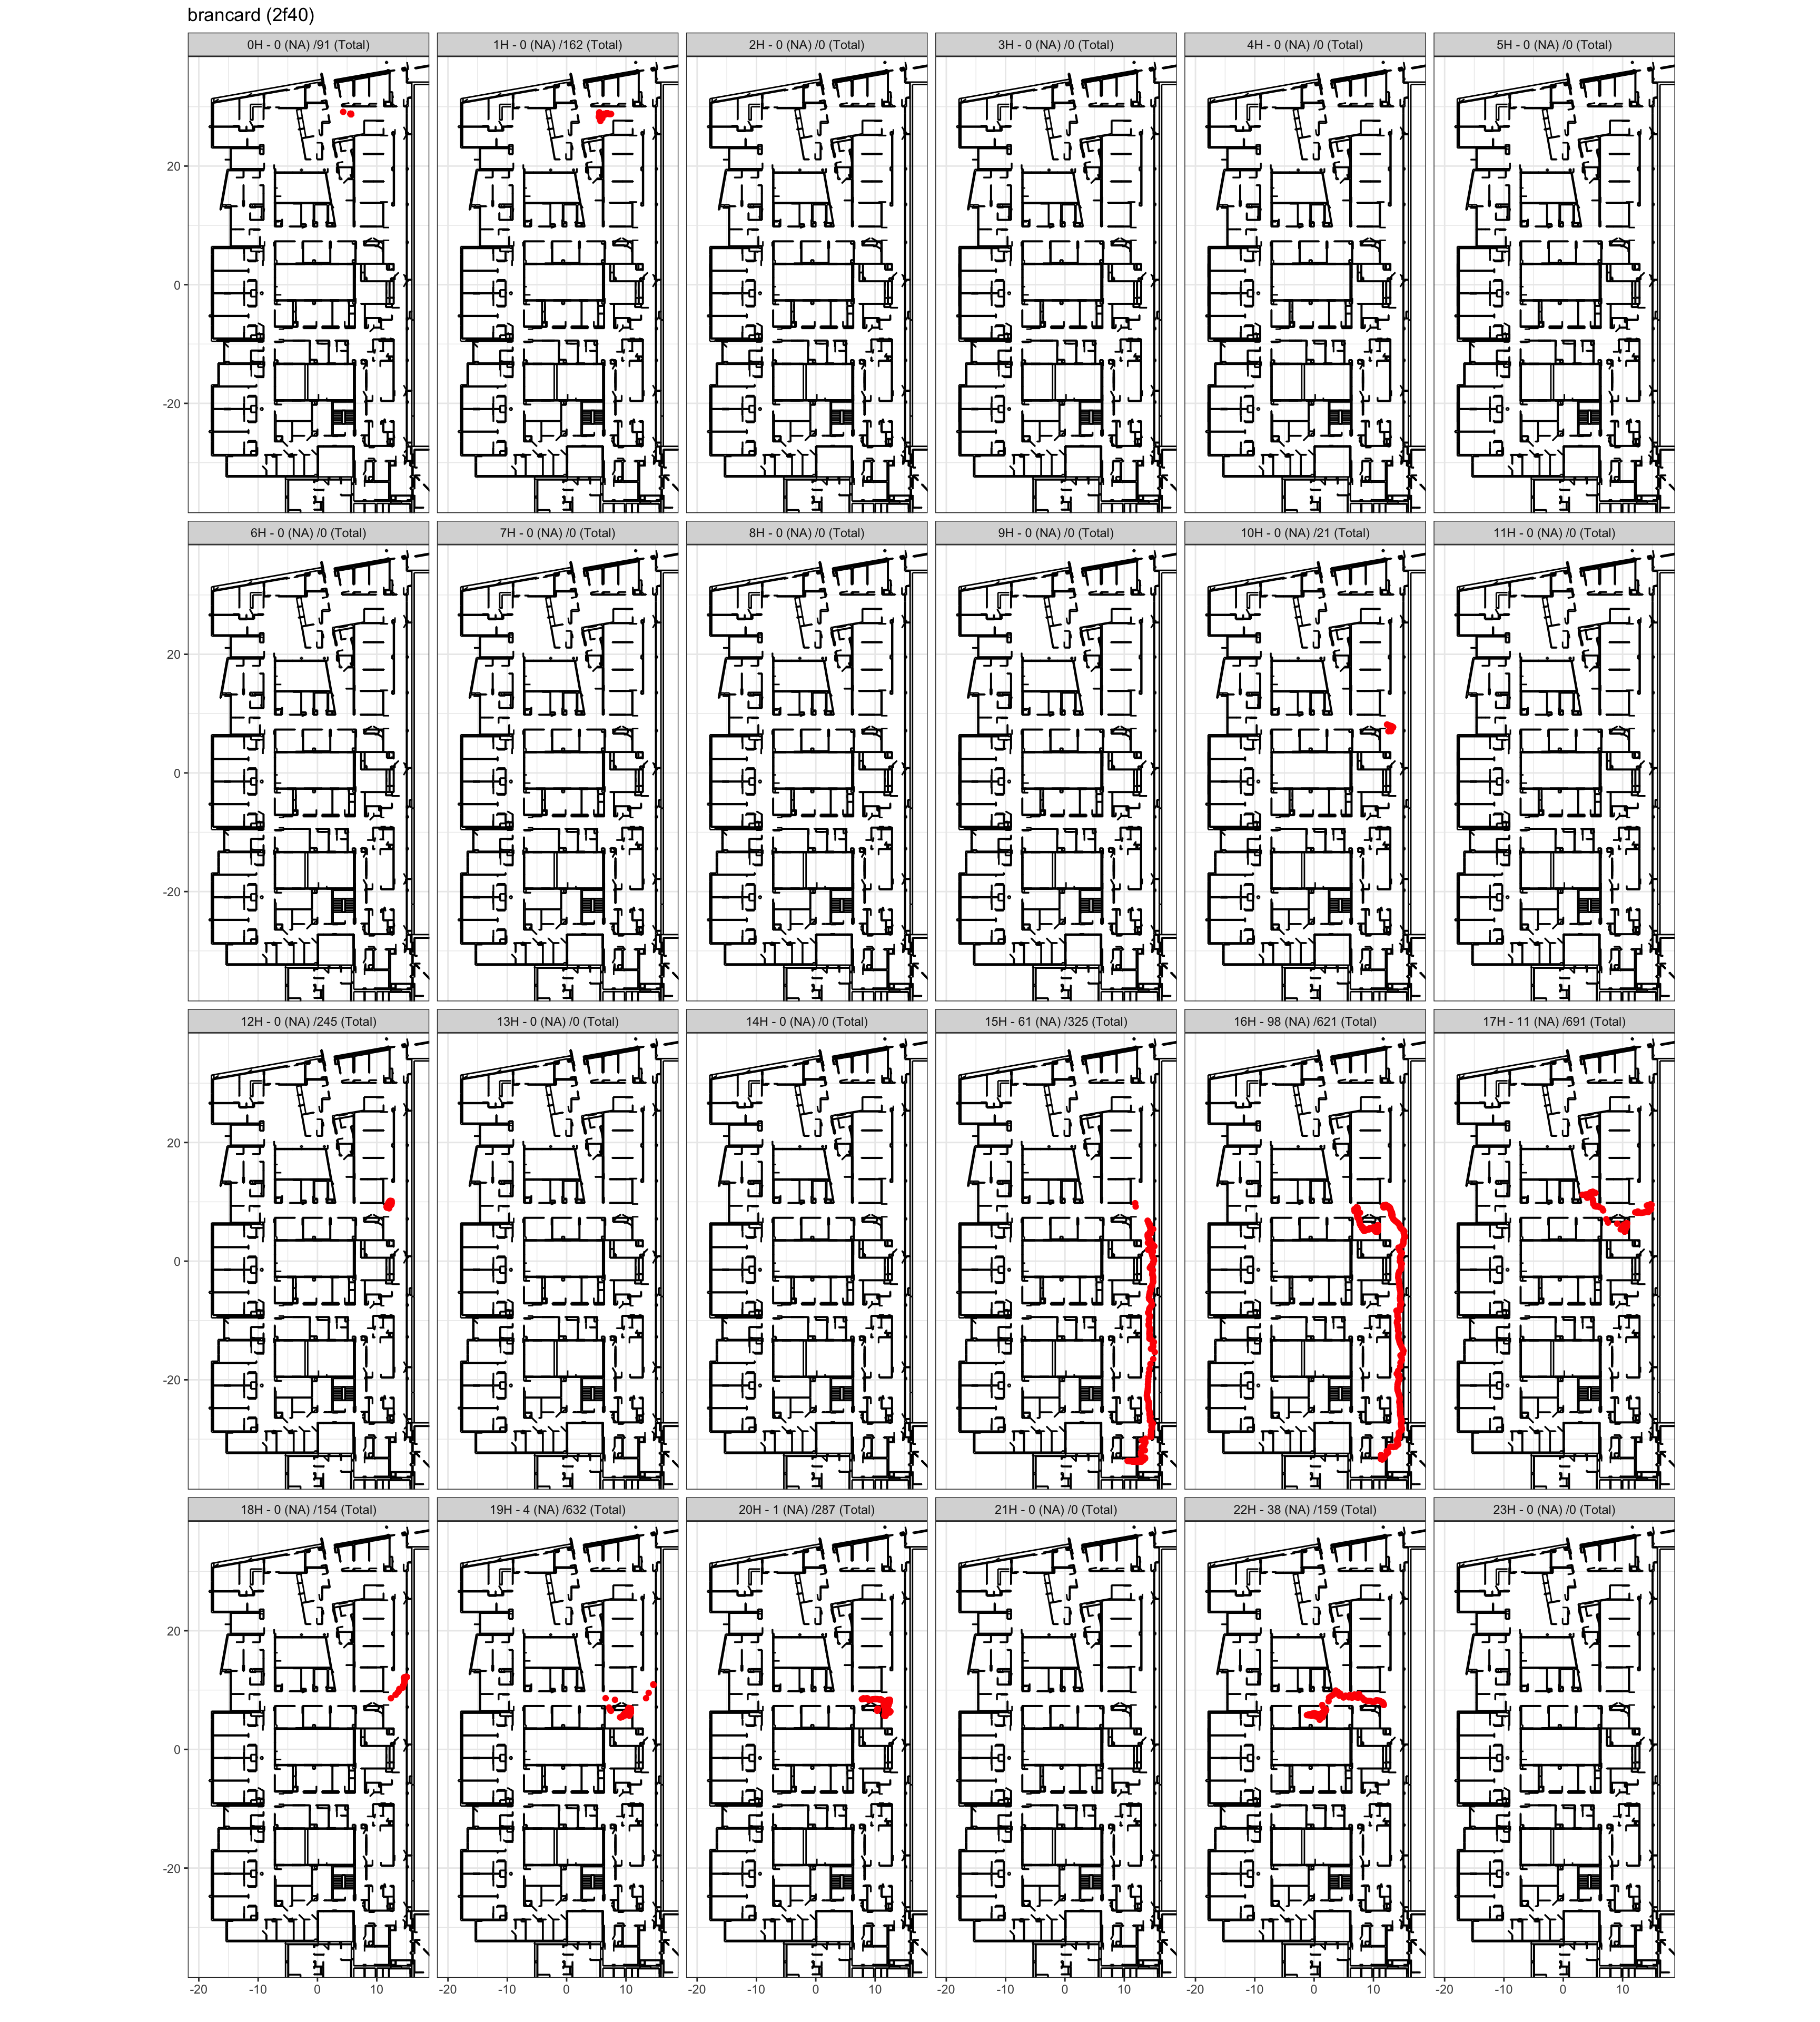 brancard (2f40)
0H - 0 (NA) /91 (Total) 1H - 0 (NA) /162 (Total) 2H - 0 (NA) /0 (Total) 3H - 0 (NA) /0 (Total) 4H - 0 (NA) /0 (Total) 5H - 0 (NA) /0 (Total)
20
0
-20
6H - 0 (NA) /0 (Total) 7H - 0 (NA) /0 (Total) 8H - 0 (NA) /0 (Total) 9H - 0 (NA) /0 (Total) 10H - 0 (NA) /21 (Total) 11H - 0 (NA) /0 (Total)
20
0
-20
12H - 0 (NA) /245 (Total) 13H - 0 (NA) /0 (Total) 14H - 0 (NA) /0 (Total) 15H - 61 (NA) /325 (Total) 16H - 98 (NA) /621 (Total) 17H - 11 (NA) /691 (Total)
20
0
-20
18H - 0 (NA) /154 (Total) 19H - 4 (NA) /632 (Total) 20H - 1 (NA) /287 (Total) 21H - 0 (NA) /0 (Total) 22H - 38 (NA) /159 (Total) 23H - 0 (NA) /0 (Total)
20
0
-20
-20 -10 0 10 -20 -10 0 10 -20 -10 0 10 -20 -10 0 10 -20 -10 0 10 -20 -10 0 10